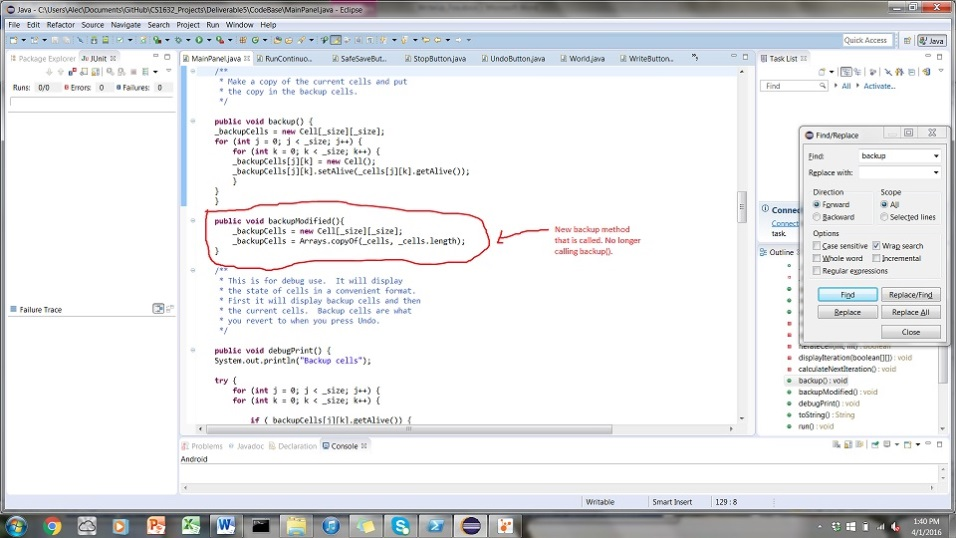 Java - C:\Users\Alec\Documents\GitHub\CS1632_Projects\Deliverable5\CodeBase\MainPanel.java - Eclipse
File Edit Refactor Source Navigate Search Project Run Window Help
Quick Access
Java
Package Explorer JUnit
Runs: 0/0 Errors: 0 Failures: 0
Failure Trace
MainPanel.java RunContinuo... SafeSaveBut... StopButton.java UndoButton.java World.java WriteButton...
/**
* Make a copy of the current cells and put
* the copy in the backup cells.
*/
public void backup() {
_backupCells = new Cell[_size][_size];
for (int j = 0; j < _size; j++) {
for (int k = 0; k < _size; k++) {
_backupCells[j][k] = new Cell();
_backupCells[j][k].setAlive(_cells[j][k].getAlive());
}
}
}
public void backupModified(){
_backupCells = new Cell[_size][_size];
_backupCells = Arrays.copyOf(_cells, _cells.length);
}
New backup method
that is called. No longer
calling backup().
/**
* This is for debug use. It will display
* the state of cells in a convenient format.
* First it will display backup cells and then
* the current cells. Backup cells are what
* you revert to when you press Undo.
*/
public void debugPrint() {
System.out.println("Backup cells");
try {
for (int j = 0; j < _size; j++) {
for (int k = 0; k < _size; k++) {
if (_backupCells[j][k].getAlive()) {
Task List
Find All Activate...
Connect
Connect
task.
Outline
displayIteration(boolean[][]) : void
calculateNextIteration() : void
backup() : void
backupModified() : void
debugPrint() : void
toString() : String
run() : void
Find/Replace
Find: backup
Replace with:
Direction Scope
Forward All
Backward Selected lines
Options
Case sensitive Wrap search
Whole word Incremental
Regular expressions
Find Replace/Find
Replace Replace All
Close
Problems Javadoc Declaration Console
Android
Writable Smart Insert 129 : 8
1:40 PM
4/1/2016